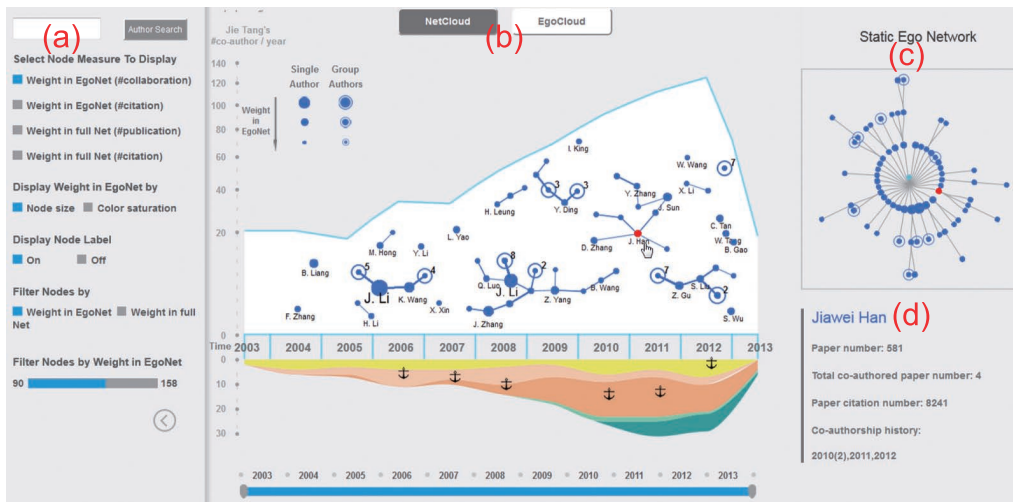 (a)
Author Search
Select Node Measure To Display
Weight in EgoNet (#collaboration)
Weight in EgoNet (#citation)
Weight in full Net (#publication)
Weight in full Net (#citation)
Display Weight in EgoNet by
Node size Color saturation
Display Node Label
On Off
Filter Nodes by
Weight in EgoNet Weight in full
Net
Filter Nodes by Weight in EgoNet
90 158
NetCloud EgoCloud
(b)
Jie Tang's
#co-author / year
Single Author
Group Authors
Weight
in
EgoNet
140
120
100
80
60
40
20
0
I. King
W. Wang
7
3
3
Y. Zhang
X. Li
J. Sun
H. Leung
Y. Ding
C. Tan
L. Yao
J. Han
W. Tang
D. Zhang
B. Gao
M. Hong
Y. Li
B. Liang
5
4
8
2
7
Q. Luo
J. Li
K. Wang
J. Li
Z. Yang
B. Wang
Z. Gu
S. Liu
2
F. Zhang
H. Li
X. Xin
J. Zhang
S. Wu
Time 2003 2004 2005 2006 2007 2008 2009 2010 2011 2012 2013
0
10
20
30
2003 2004 2005 2006 2007 2008 2009 2010 2011 2012 2013
Static Ego Network
(c)
Jiawei Han (d)
Paper number: 581
Total co-authored paper number: 4
Paper citation number: 8241
Co-authorship history:
2010(2),2011,2012